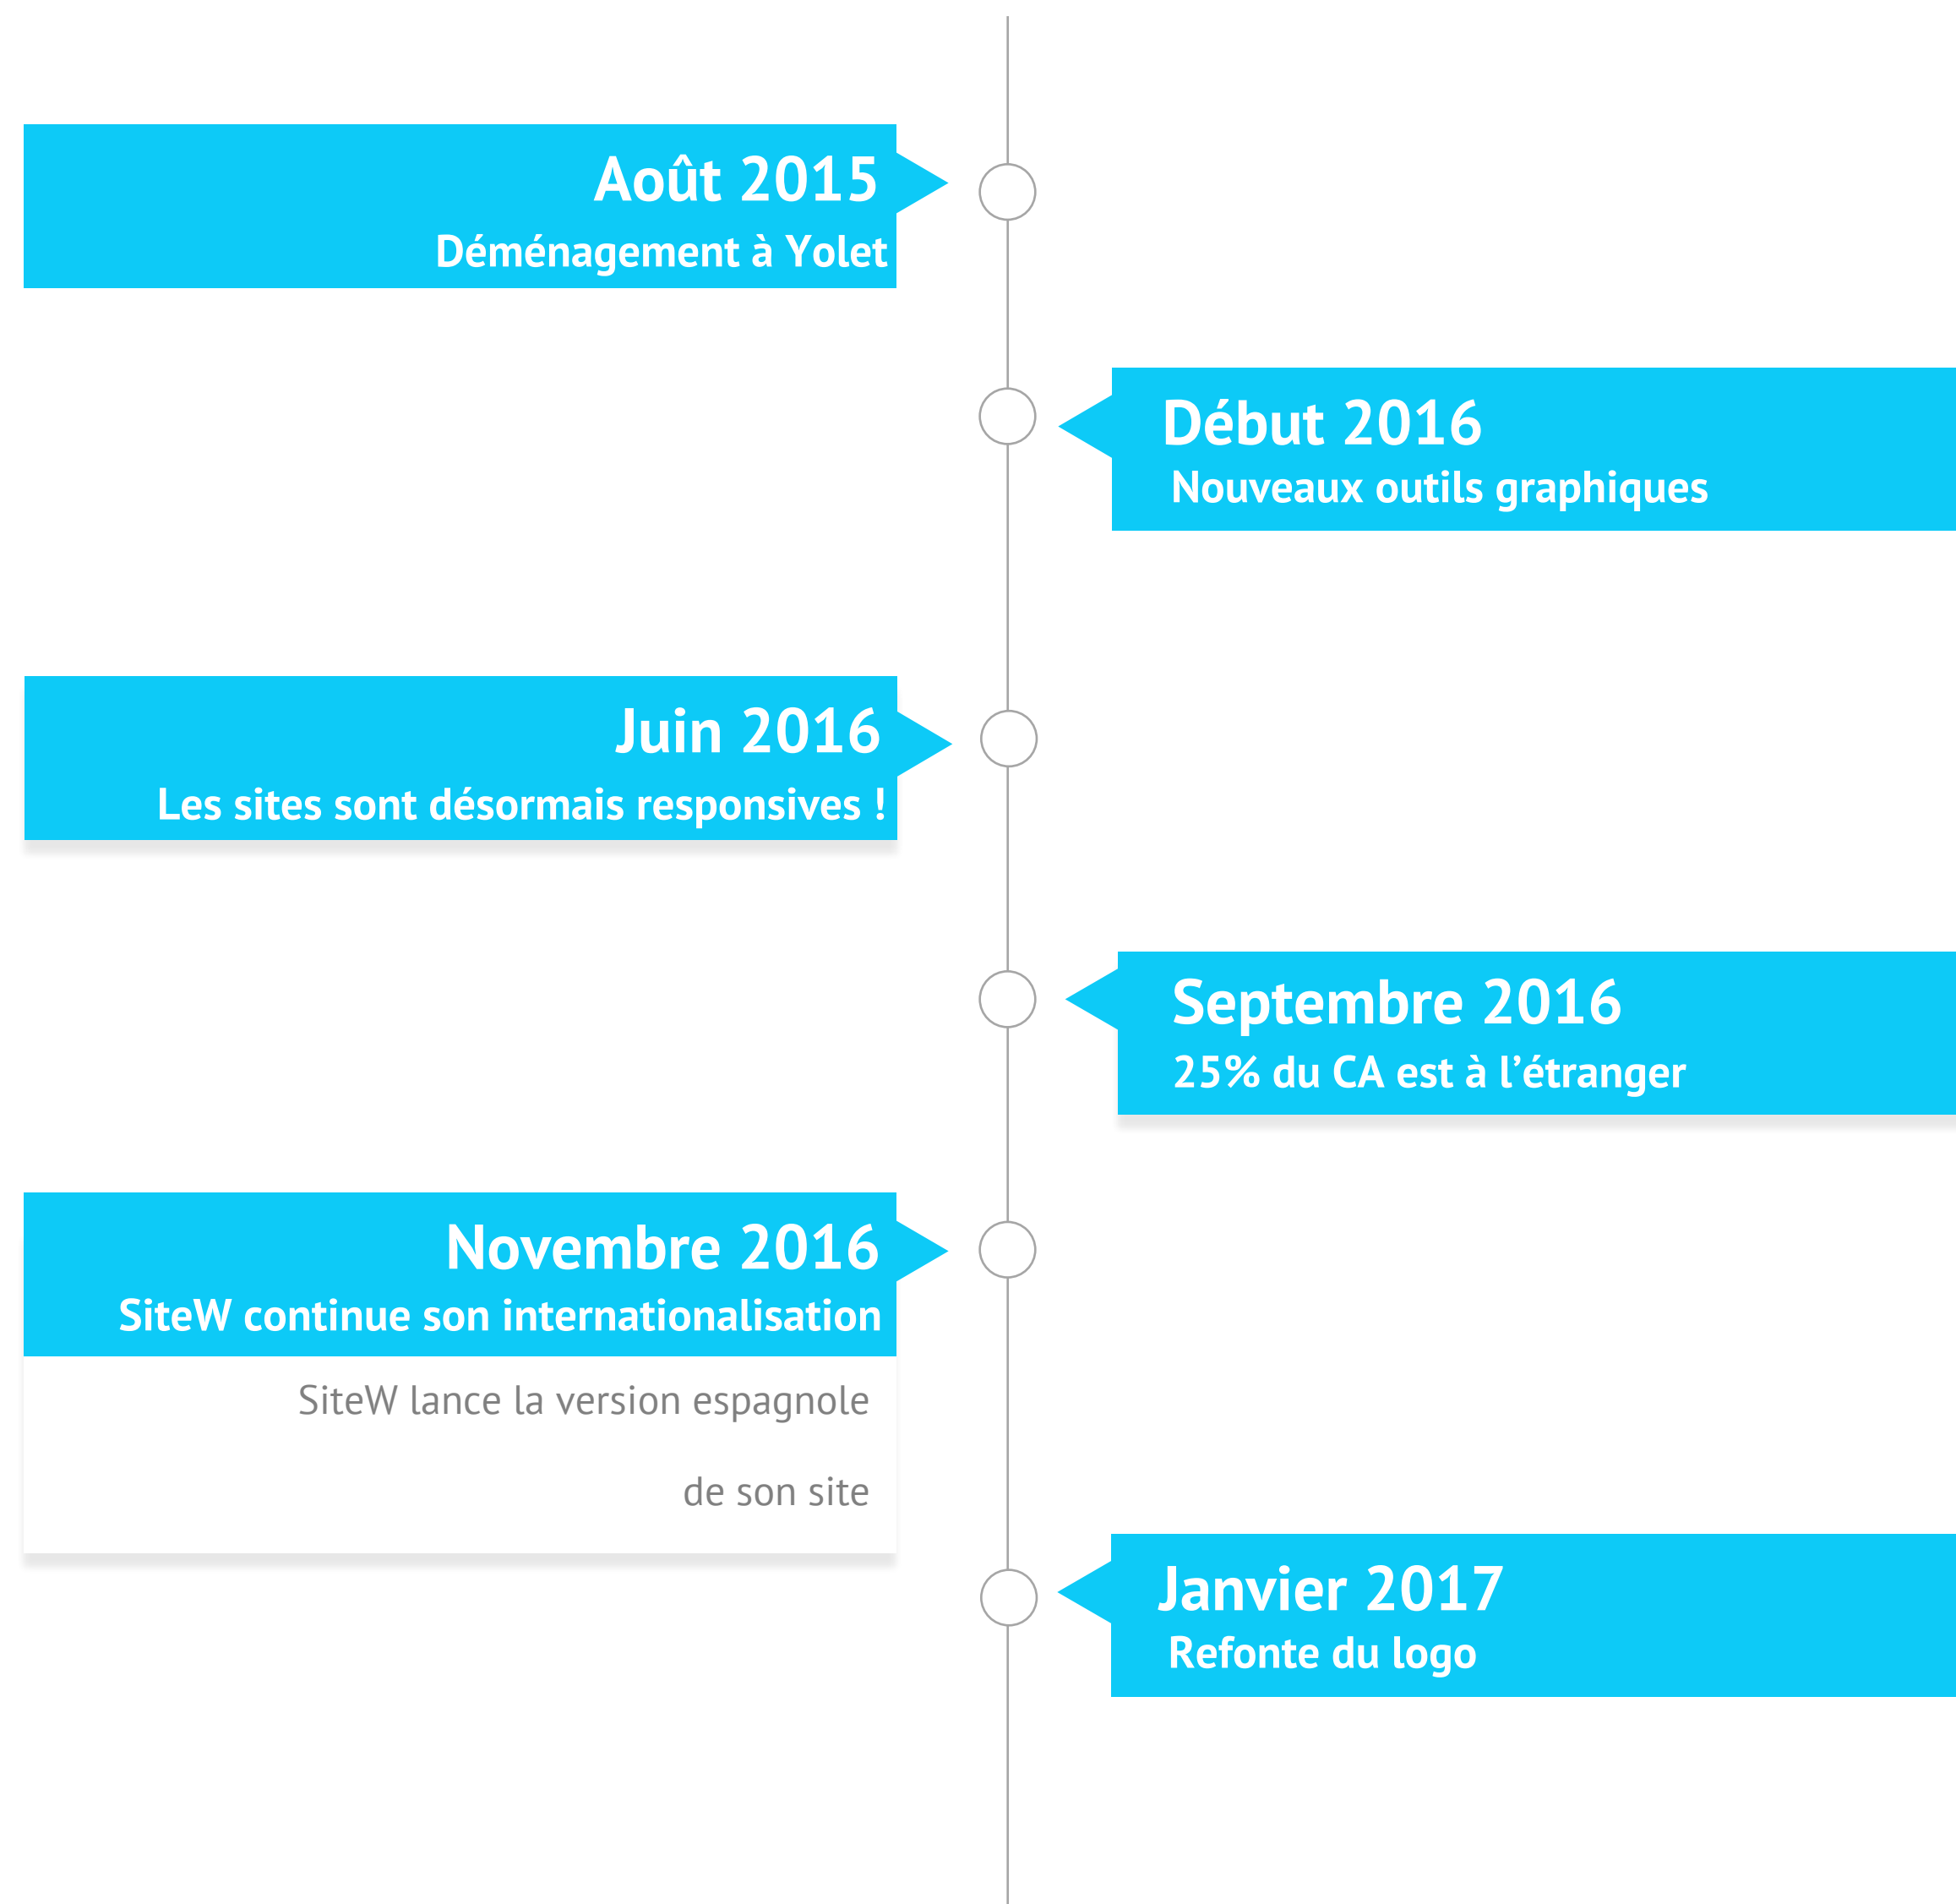 Août 2015
Déménagement à Yolet
Début 2016
Nouveaux outils graphiques
Juin 2016
Les sites sont désormais responsives !
Septembre 2016
25% du CA est à l’étranger
Novembre 2016
SiteW continue son internationalisation
SiteW lance la version espagnole
de son site
Janvier 2017
Refonte du logo